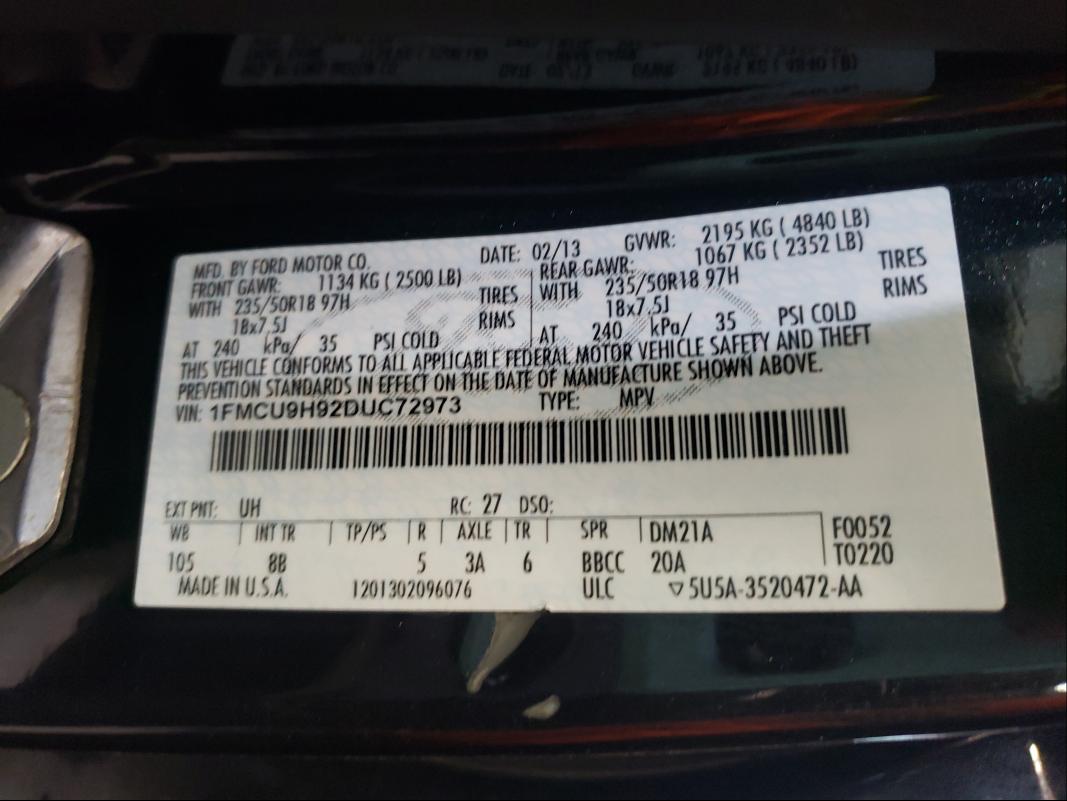 MFD. BY FORD MOTOR CO. DATE: 02/13 GVWR: 2195 KG ( 4840 LB)
FRONT GAWR: 1134 KG ( 2500 LB) REAR GAWR: 1067 KG ( 2352 LB)
WITH 235/50R18 97H TIRES WITH 235/50R18 97H TIRES
18x7.5J RIMS 18x7.5J RIMS
AT 240 kPa/ 35 PSI COLD AT 240 kPa/ 35 PSI COLD
THIS VEHICLE CONFORMS TO ALL APPLICABLE FEDERAL MOTOR VEHICLE SAFETY AND THEFT
PREVENTION STANDARDS IN EFFECT ON THE DATE OF MANUFACTURE SHOWN ABOVE.
VIN: 1FMCU9H92DUC72973 TYPE: MPV
EXT PNT: UH RC: 27 DSO:
WB INT TR TP/PS R AXLE TR SPR DM21A F0052
105 8B 5 3A 6 BBCC 20A T0220
MADE IN U.S.A. 1201302096076 ULC ▽5U5A-3520472-AA